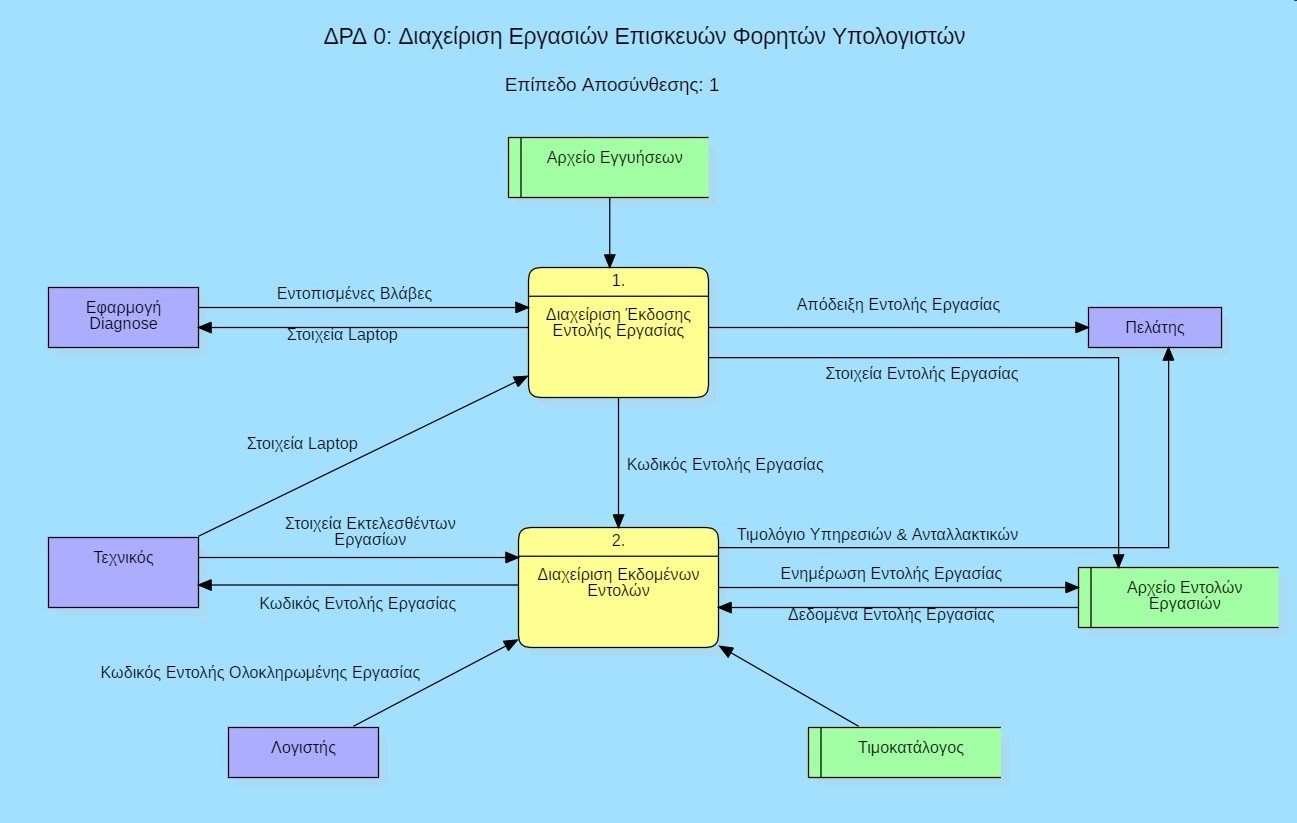 ΔΡΔ 0: Διαχείριση Εργασιών Επισκευών Φορητών Υπολογιστών
Επίπεδο Αποσύνθεσης: 1
Αρχείο Εγγυήσεων
1.
Διαχείριση Έκδοσης
Εντολής Εργασίας
Εφαρμογή
Diagnose
Εντοπισμένες Βλάβες
Στοιχεία Laptop
Απόδειξη Εντολής Εργασίας
Πελάτης
Στοιχεία Εντολής Εργασίας
Στοιχεία Laptop
Κωδικός Εντολής Εργασίας
Τεχνικός
Στοιχεία Εκτελεσθέντων
Εργασίων
Κωδικός Εντολής Εργασίας
2.
Διαχείριση Εκδομένων
Εντολών
Τιμολόγιο Υπηρεσιών & Ανταλλακτικών
Ενημέρωση Εντολής Εργασίας
Δεδομένα Εντολής Εργασίας
Αρχείο Εντολών
Εργασιών
Κωδικός Εντολής Ολοκληρωμένης Εργασίας
Λογιστής
Τιμοκατάλογος